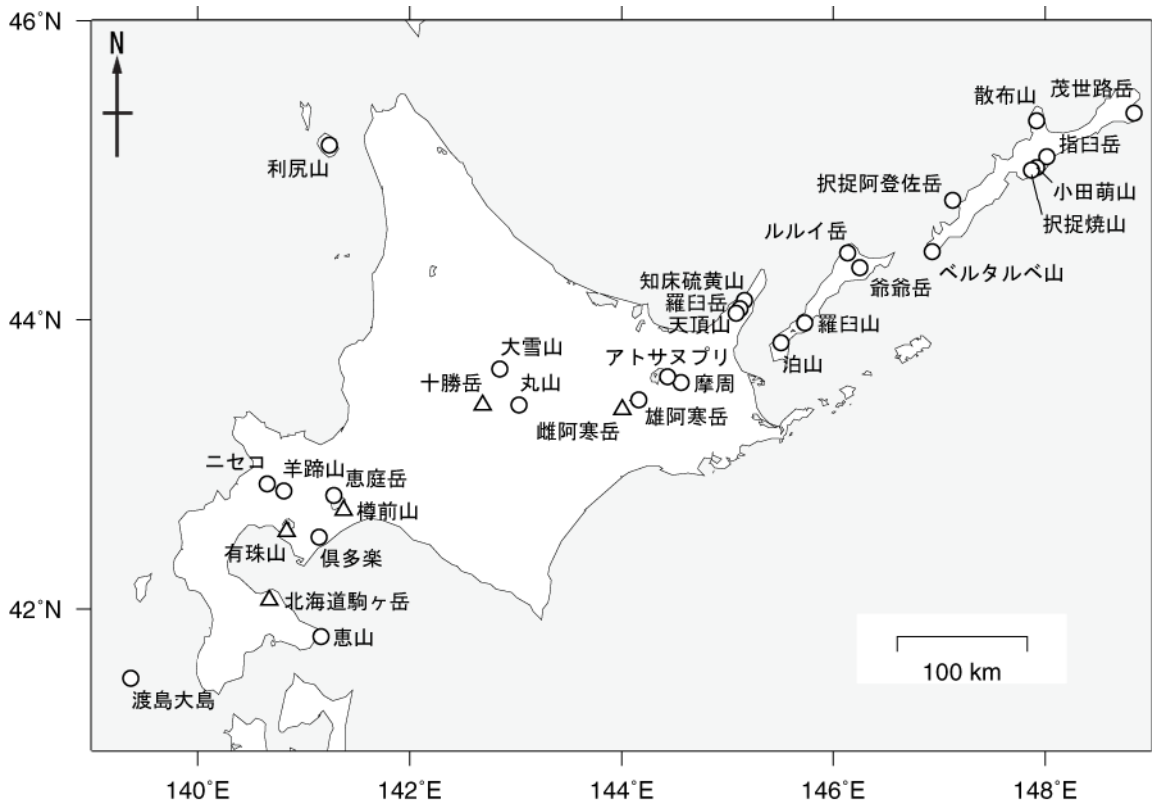 46°N
N
散布山
茂世路岳
利尻山
指臼岳
択捉阿登佐岳
小田萌山
択捉焼山
ルルイ岳
知床硫黄山
ベルタルベ山
爺爺岳
羅臼岳
44°N
天頂山
羅臼山
大雪山
アトサヌプリ
泊山
十勝岳
丸山
摩周
雌阿寒岳
雄阿寒岳
ニセコ
羊蹄山
恵庭岳
樽前山
有珠山
倶多楽
42°N
北海道駒ヶ岳
恵山
100 km
渡島大島
140°E
142°E
144°E
146°E
148°E